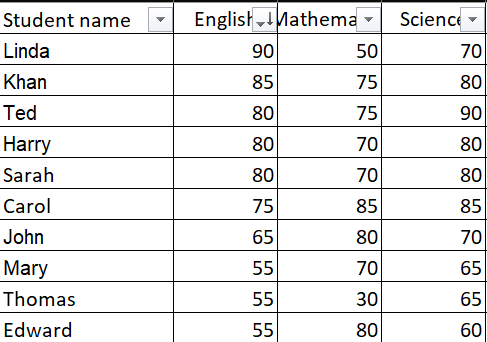 Student name English Mathema Science
Linda 90 50 70
Khan 85 75 80
Ted 80 75 90
Harry 80 70 80
Sarah 80 70 80
Carol 75 85 85
John 65 80 70
Mary 55 70 65
Thomas 55 30 65
Edward 55 80 60